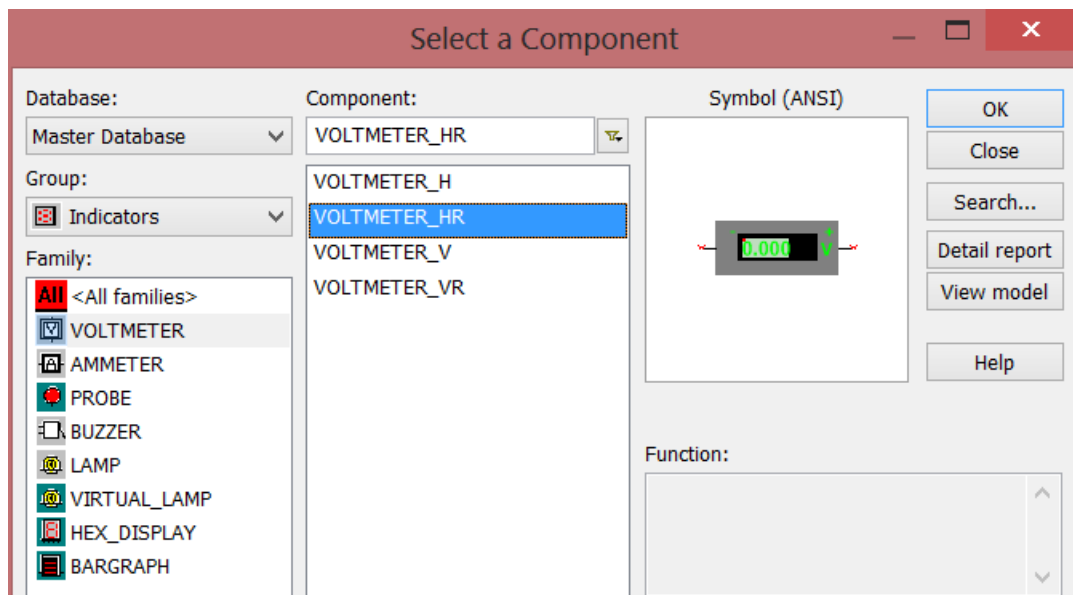 Select a Component
Database:
Master Database
Group:
Indicators
Family:
All <All families>
VOLTMETER
A AMMETER
PROBE
BUZZER
LAMP
VIRTUAL_LAMP
HEX_DISPLAY
BARGRAPH
Component:
VOLTMETER_HR
VOLTMETER_H
VOLTMETER_HR
VOLTMETER_V
VOLTMETER_VR
Symbol (ANSI)
- +
0.000 V
Function:
OK
Close
Search...
Detail report
View model
Help